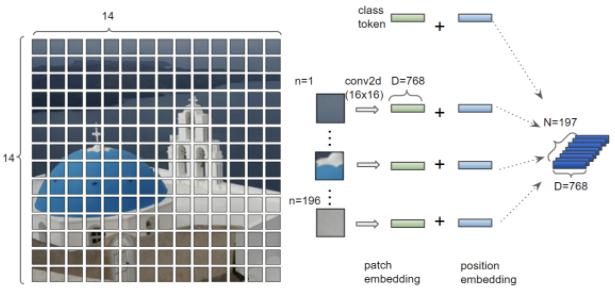 14
14
class
token
+
n=1
conv2d
(16x16)
D=768
+
N=197
+
D=768
n=196
+
patch
embedding
position
embedding